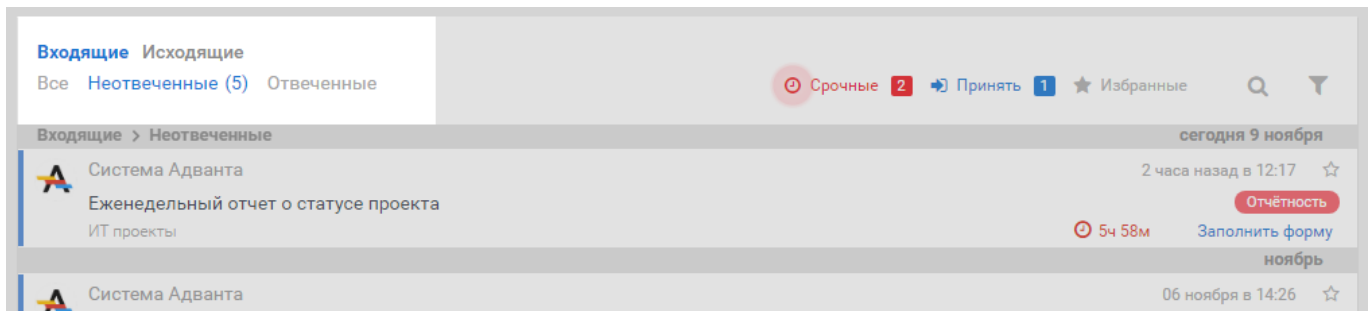 Входящие Исходящие
Все Неотвеченные (5) Отвеченные
Срочные 2 Принять 1 Избранные
Входящие > Неотвеченные сегодня 9 ноября
Система Адванта 2 часа назад в 12:17
Еженедельный отчет о статусе проекта Отчётность
ИТ проекты 5ч 58м Заполнить форму
ноябрь
Система Адванта 06 ноября в 14:26